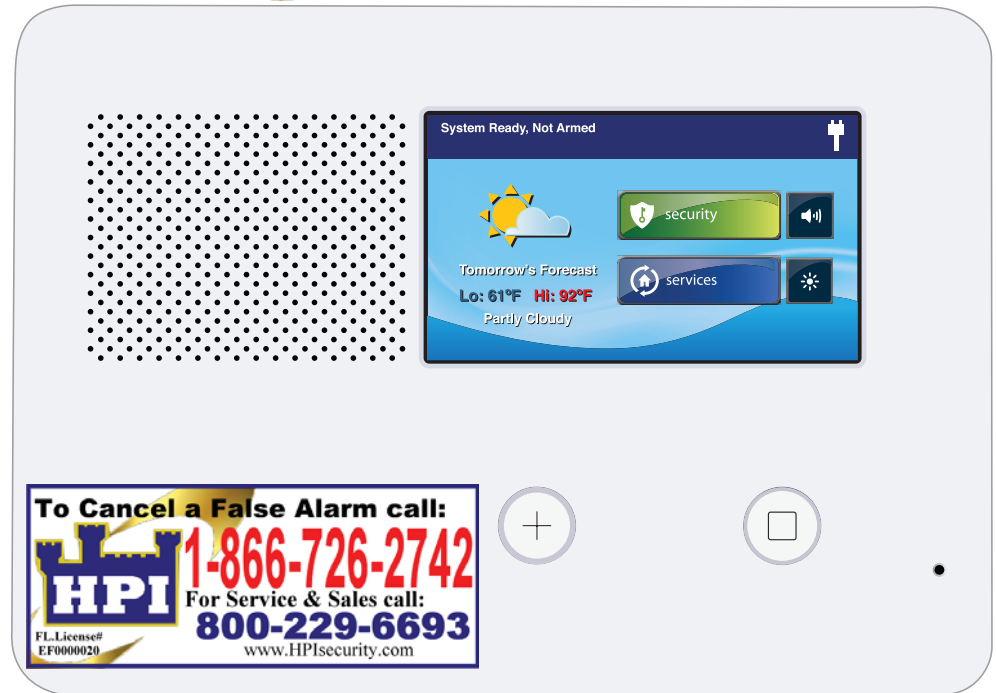 System Ready, Not Armed
security
Tomorrow's Forecast
services
Lo: 61°F Hi: 92°F
Partly Cloudy
To Cancel a False Alarm call:
1-866-726-2742
HPI
For Service & Sales call:
800-229-6693
FL.License#
EF0000020
www.HPIsecurity.com